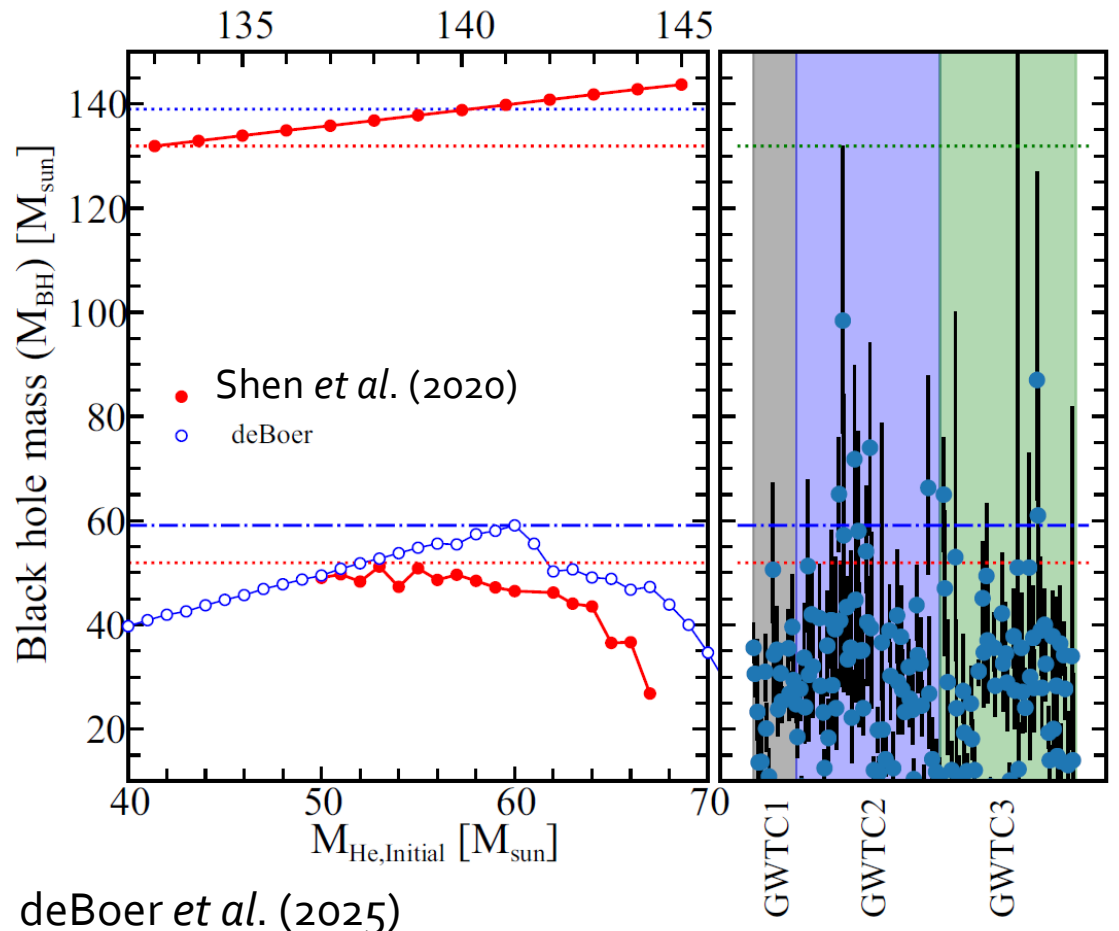 135 140 145
140
120
100
80
60
40
20
Black hole mass (M_BH) [M_sun]
Shen et al. (2020)
deBoer
40 50 60 70
M_He,Initial [M_sun]
GWTC1
GWTC2
GWTC3
deBoer et al. (2025)